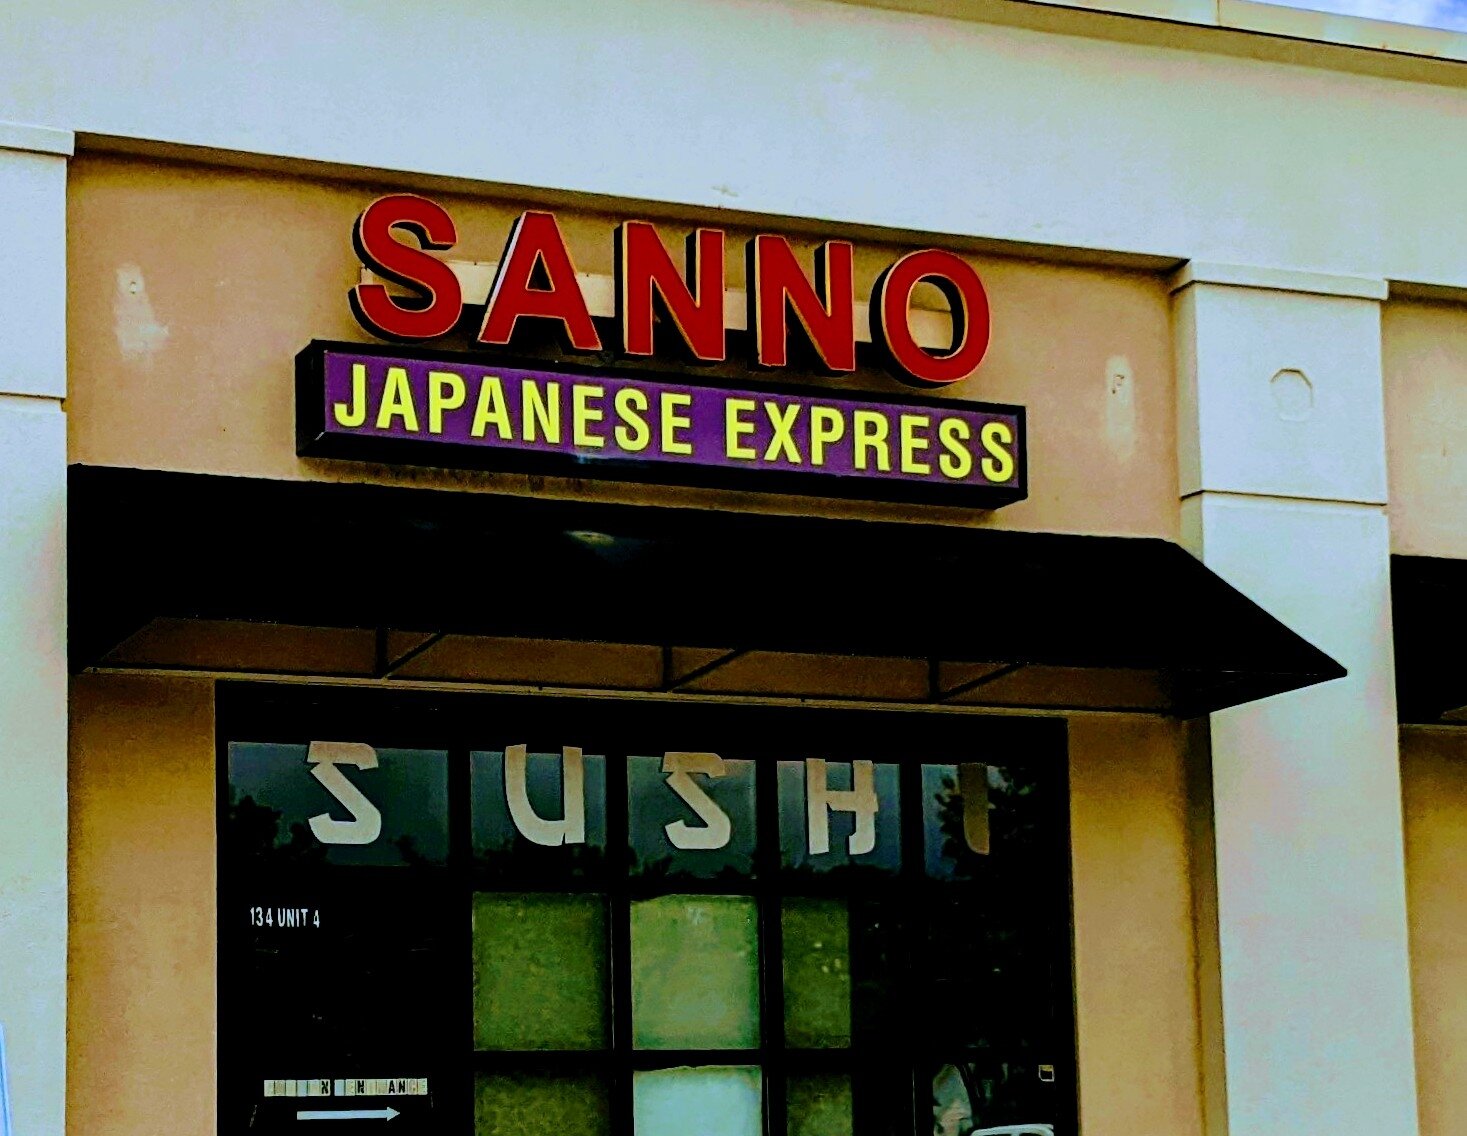 SANNO
JAPANESE EXPRESS
SUSHI
134 UNIT 4